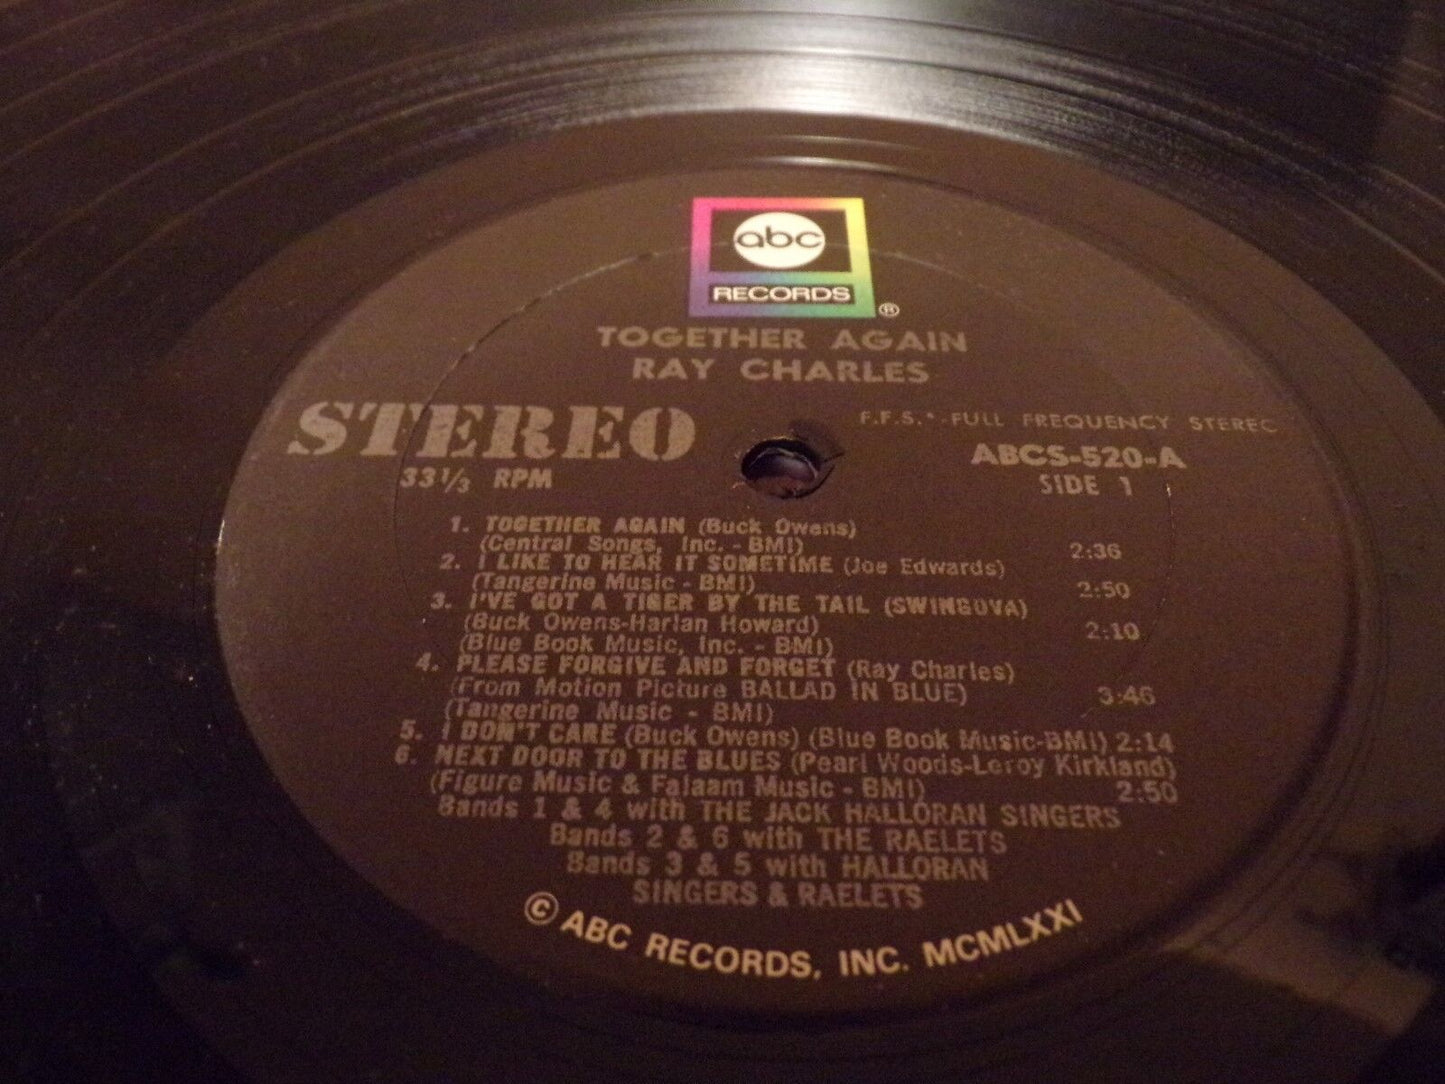 abc
RECORDS
®
TOGETHER AGAIN
RAY CHARLES
STEREO
33 1/3 RPM
F.F.S.*-FULL FREQUENCY STEREO
ABCS-520-A
SIDE 1
1. TOGETHER AGAIN (Buck Owens)
(Central Songs, Inc. - BMI) 2:36
2. I LIKE TO HEAR IT SOMETIME (Joe Edwards)
(Tangerine Music - BMI) 2:50
3. I'VE GOT A TIGER BY THE TAIL (SWINGOVA)
(Buck Owens-Harlan Howard) 2:10
(Blue Book Music, Inc. - BMI)
4. PLEASE FORGIVE AND FORGET (Ray Charles)
(From Motion Picture BALLAD IN BLUE) 3:46
(Tangerine Music - BMI)
5. I DON'T CARE (Buck Owens) (Blue Book Music-BMI) 2:14
6. NEXT DOOR TO THE BLUES (Pearl Woods-Leroy Kirkland)
(Figure Music & Falaam Music - BMI) 2:50
Bands 1 & 4 with THE JACK HALLORAN SINGERS
Bands 2 & 6 with THE RAELETS
Bands 3 & 5 with HALLORAN
SINGERS & RAELETS
© ABC RECORDS, INC. MCMLXXI